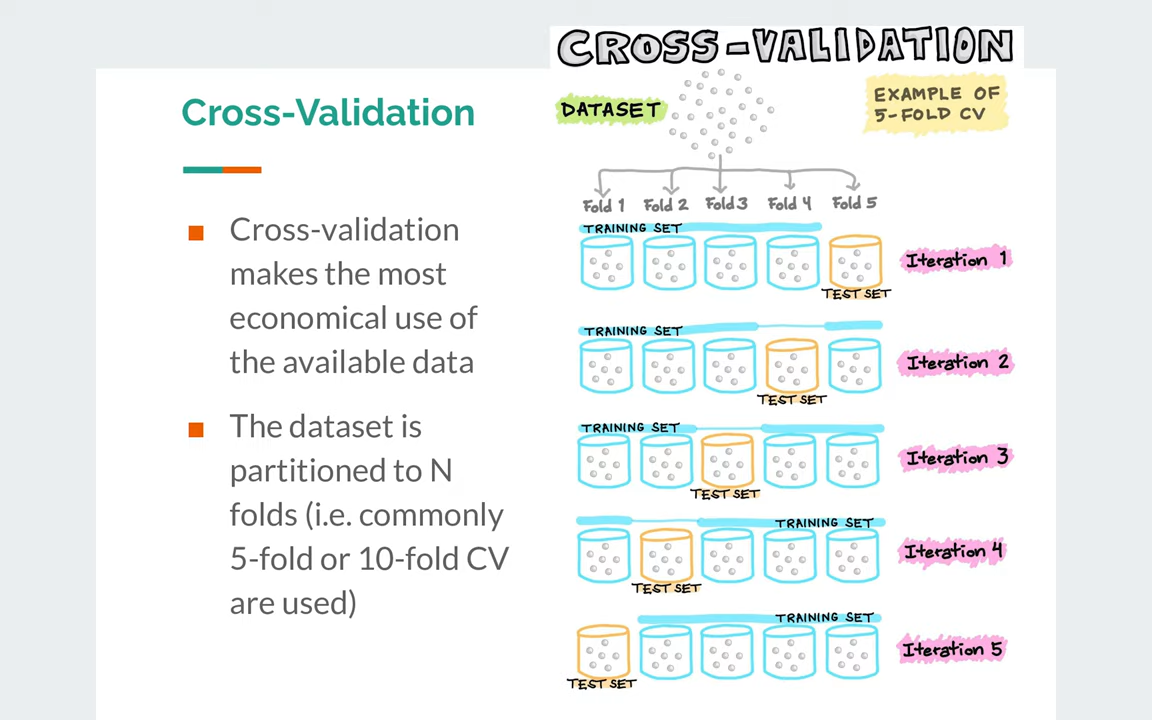 Cross-Validation
Cross-validation
makes the most
economical use of
the available data
The dataset is
partitioned to N
folds (i.e. commonly
5-fold or 10-fold CV
are used)
CROSS-VALIDATION
DATASET
EXAMPLE OF
5-FOLD CV
Fold 1 Fold 2 Fold 3 Fold 4 Fold 5
TRAINING SET
Iteration 1
TEST SET
TRAINING SET
Iteration 2
TEST SET
TRAINING SET
Iteration 3
TEST SET
TRAINING SET
Iteration 4
TEST SET
TRAINING SET
Iteration 5
TEST SET